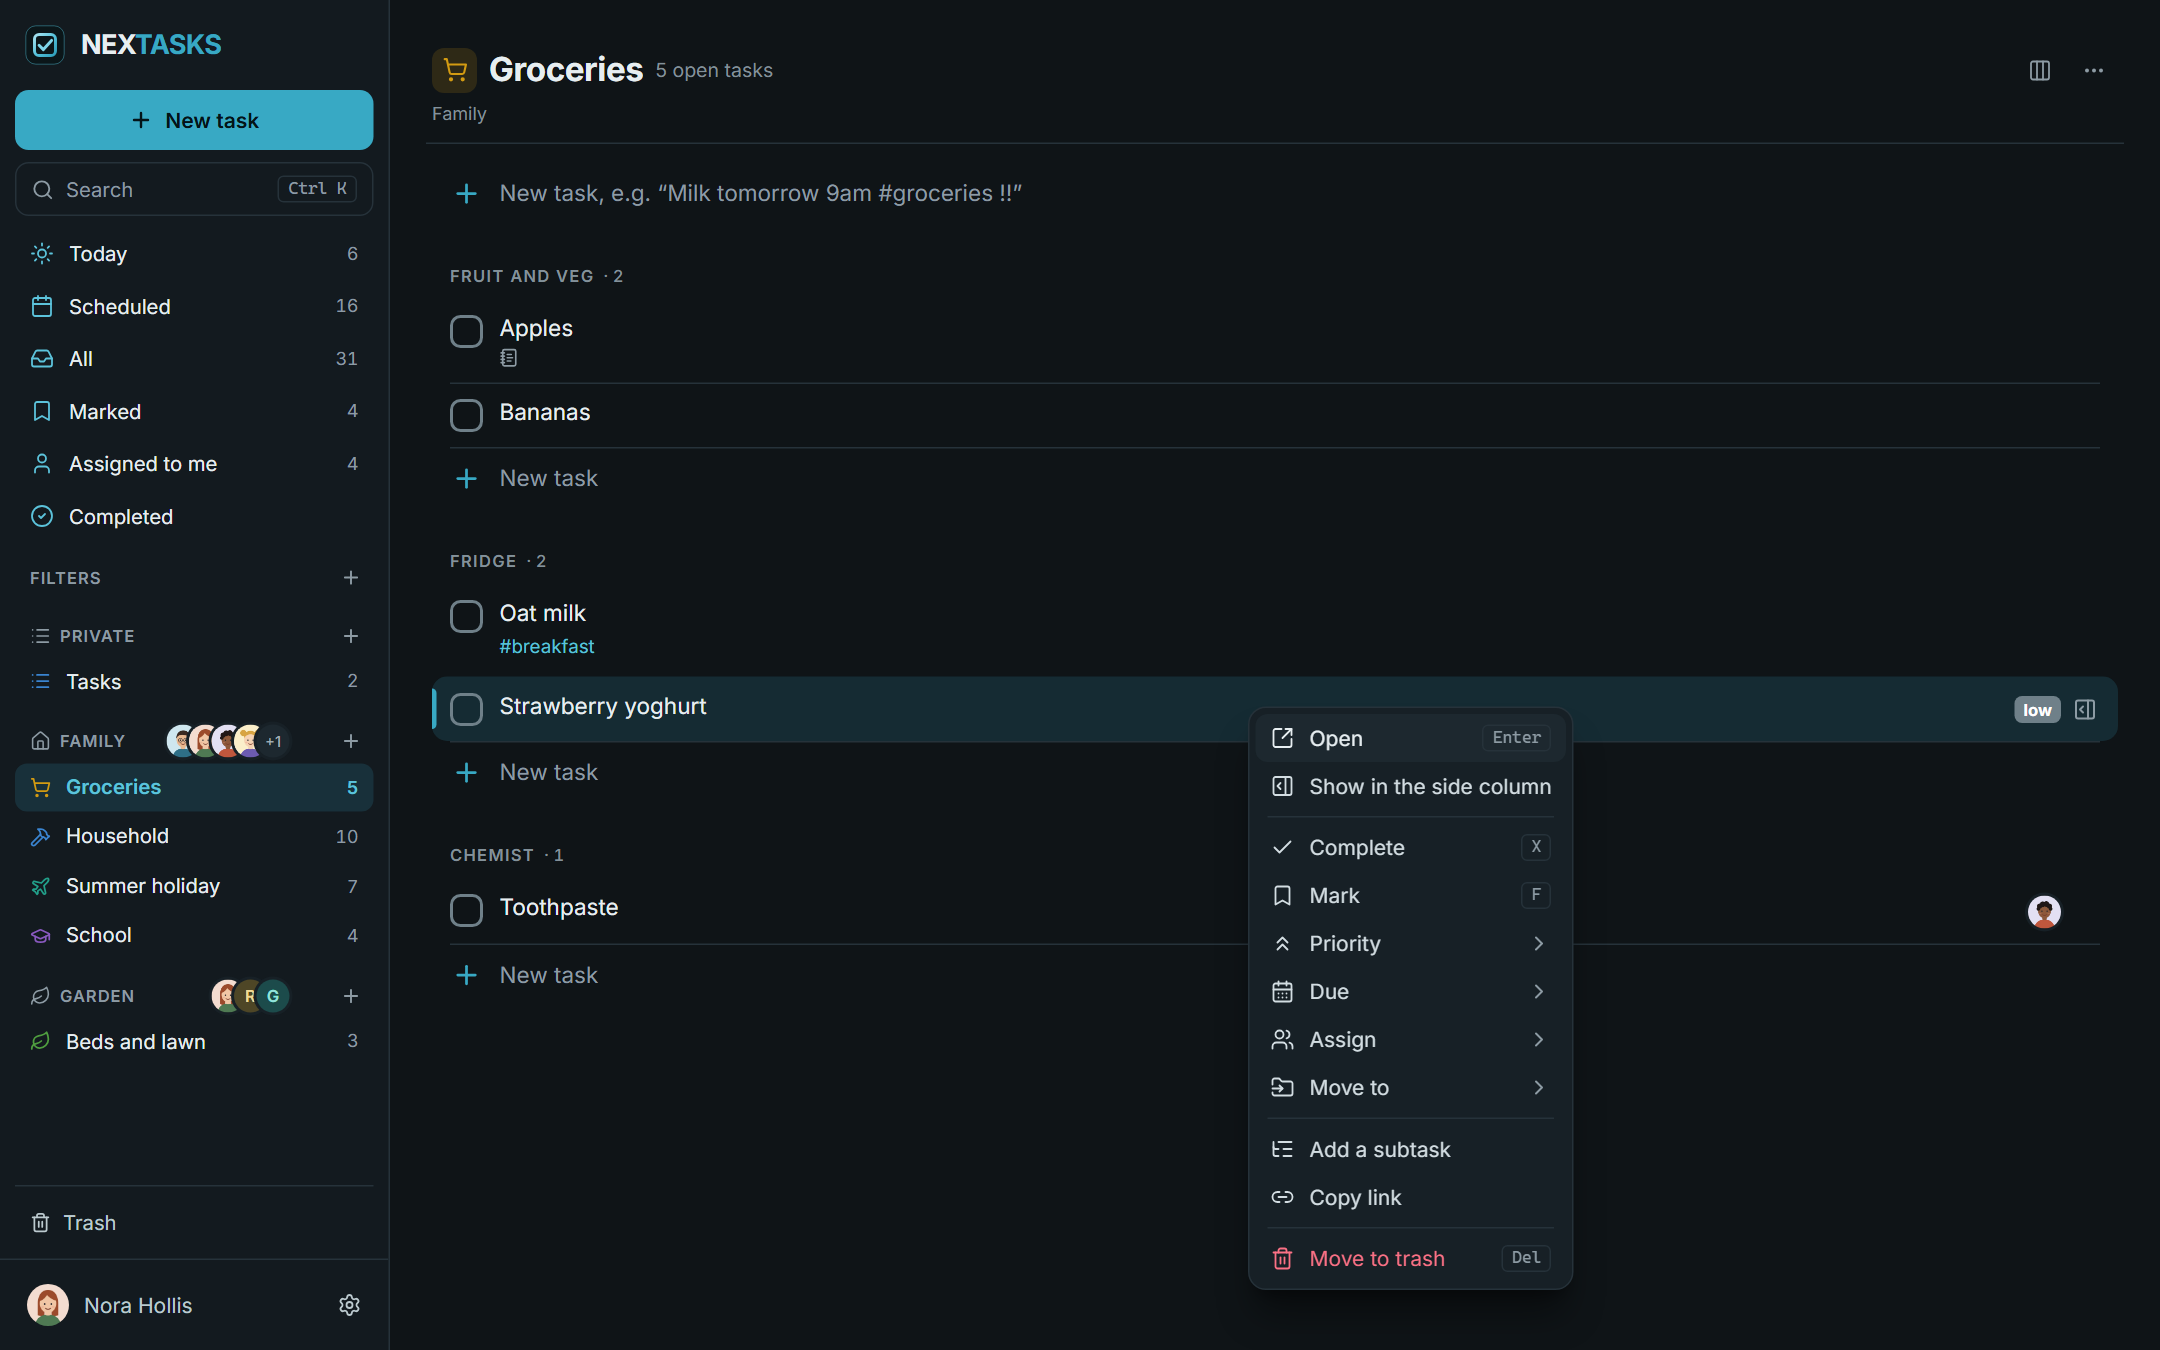 NEXTASKS
New task
Search Ctrl K
Today 6
Scheduled 16
All 31
Marked 4
Assigned to me 4
Completed
FILTERS
PRIVATE
Tasks 2
FAMILY +1
Groceries 5
Household 10
Summer holiday 7
School 4
GARDEN R G
Beds and lawn 3
Trash
Nora Hollis
Groceries 5 open tasks
Family
New task, e.g. “Milk tomorrow 9am #groceries !!”
FRUIT AND VEG · 2
Apples
Bananas
New task
FRIDGE · 2
Oat milk
#breakfast
Strawberry yoghurt low
New task
CHEMIST · 1
Toothpaste
New task
Open Enter
Show in the side column
Complete X
Mark F
Priority
Due
Assign
Move to
Add a subtask
Copy link
Move to trash Del